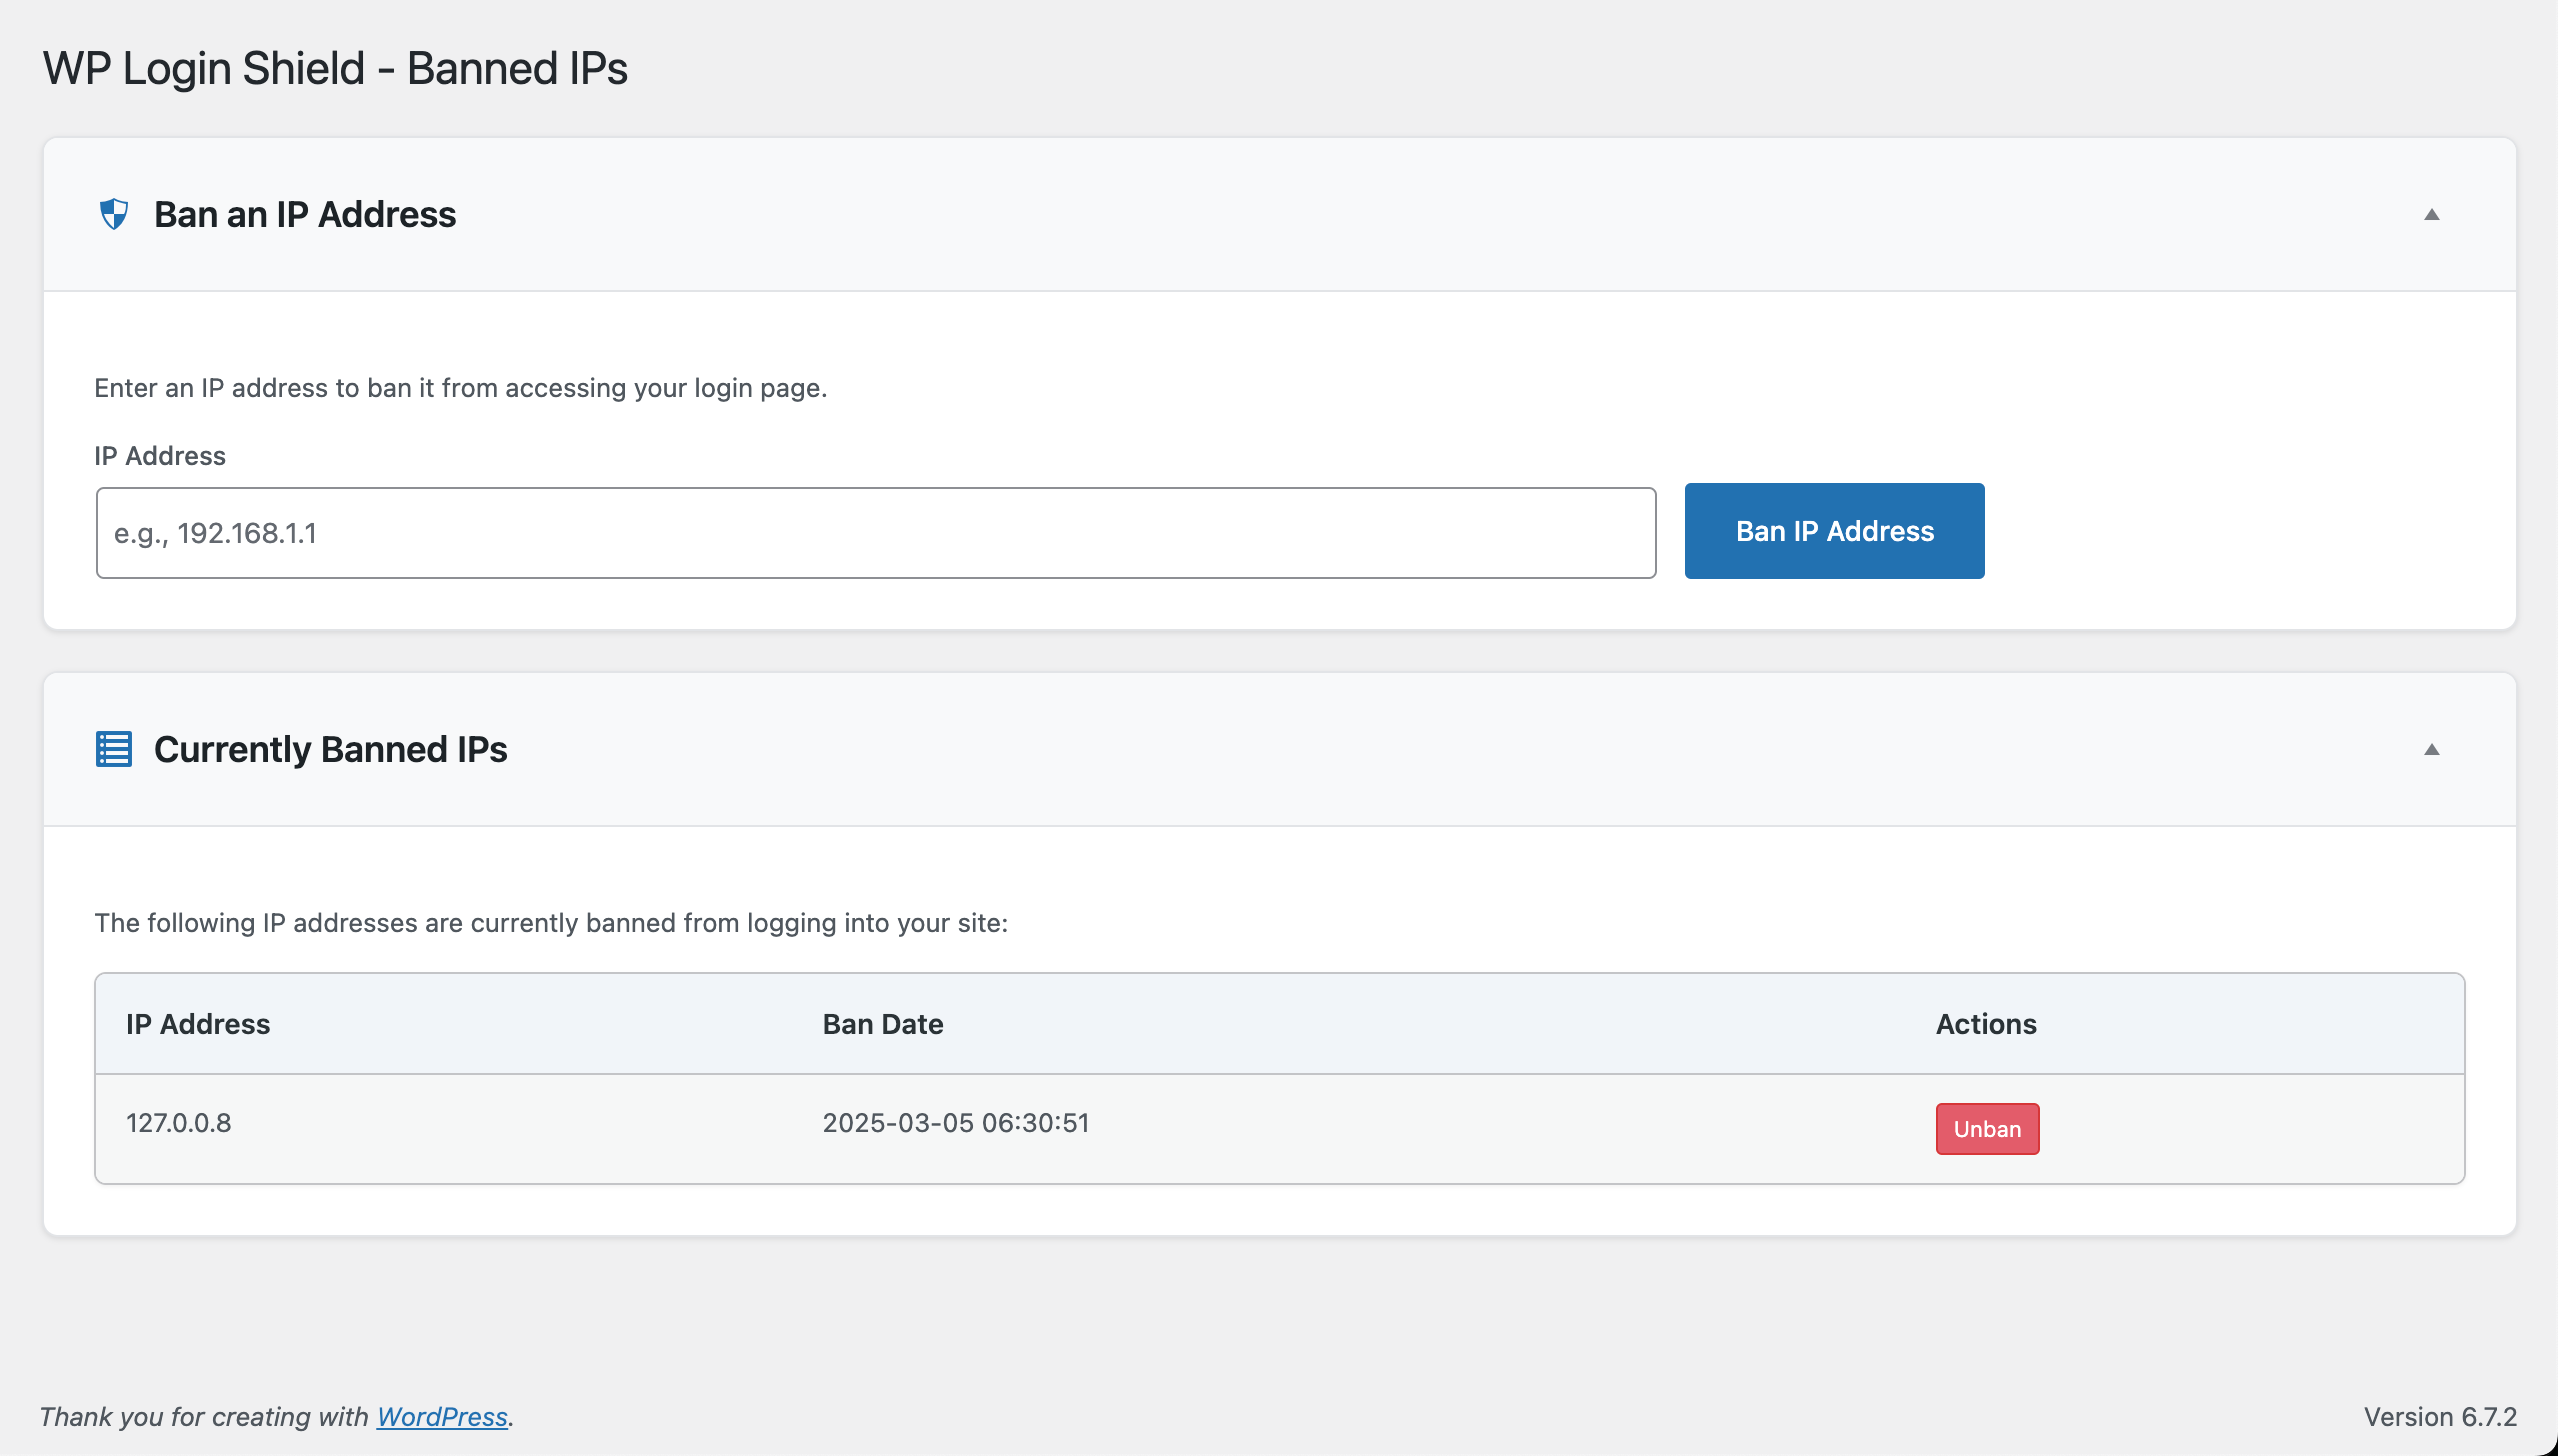 WP Login Shield - Banned IPs
Ban an IP Address
Enter an IP address to ban it from accessing your login page.
IP Address
e.g., 192.168.1.1
Ban IP Address
Currently Banned IPs
The following IP addresses are currently banned from logging into your site:
IP Address Ban Date Actions
127.0.0.8 2025-03-05 06:30:51 Unban
Thank you for creating with WordPress. Version 6.7.2